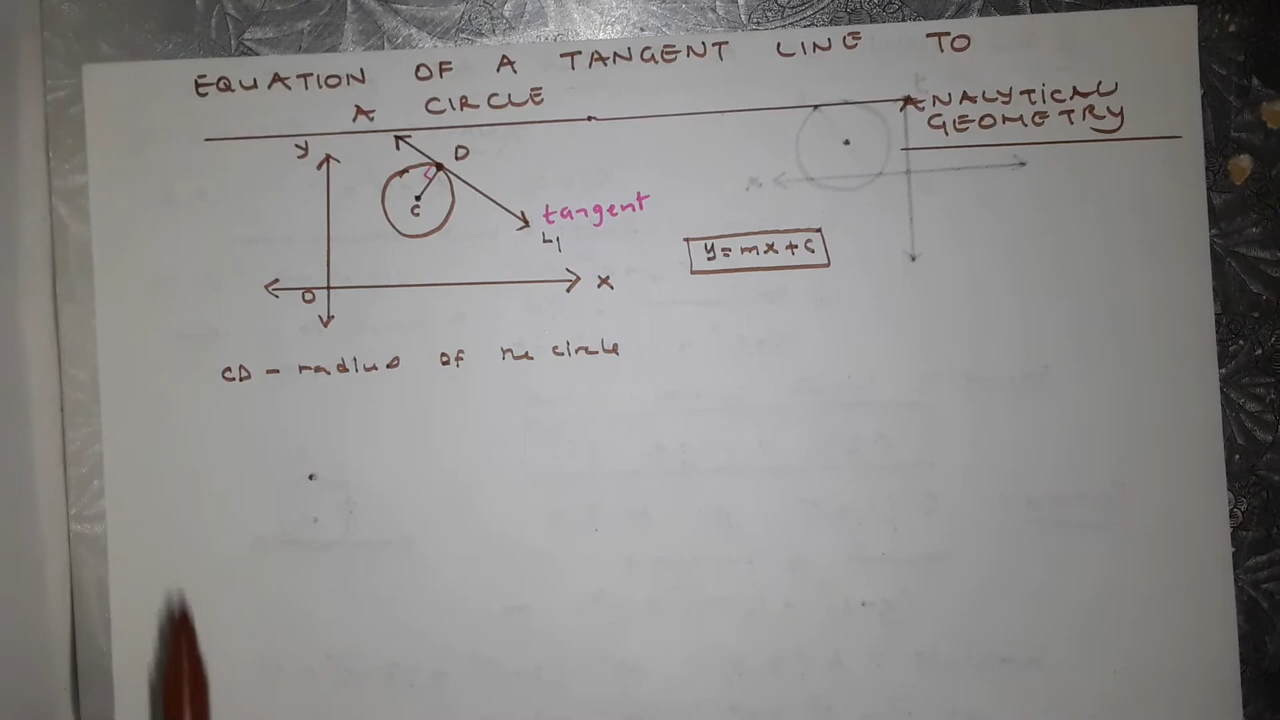 EQUATION OF A TANGENT LINE TO
A CIRCLE
ANALYTICAL
GEOMETRY
y
D
C
tangent
L1
y = mx + c
O
x
CD - radius of the circle